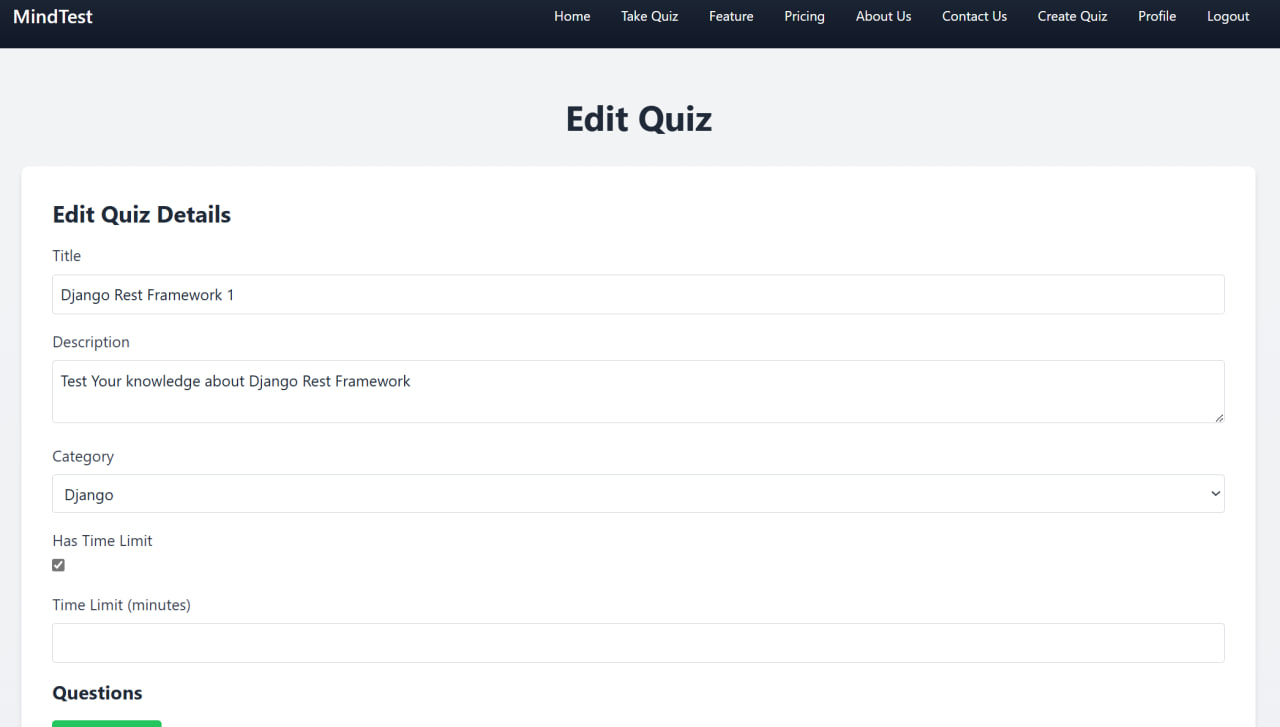 MindTest
Home Take Quiz Feature Pricing About Us Contact Us Create Quiz Profile Logout
Edit Quiz
Edit Quiz Details
Title
Django Rest Framework 1
Description
Test Your knowledge about Django Rest Framework
Category
Django
Has Time Limit
Time Limit (minutes)
Questions